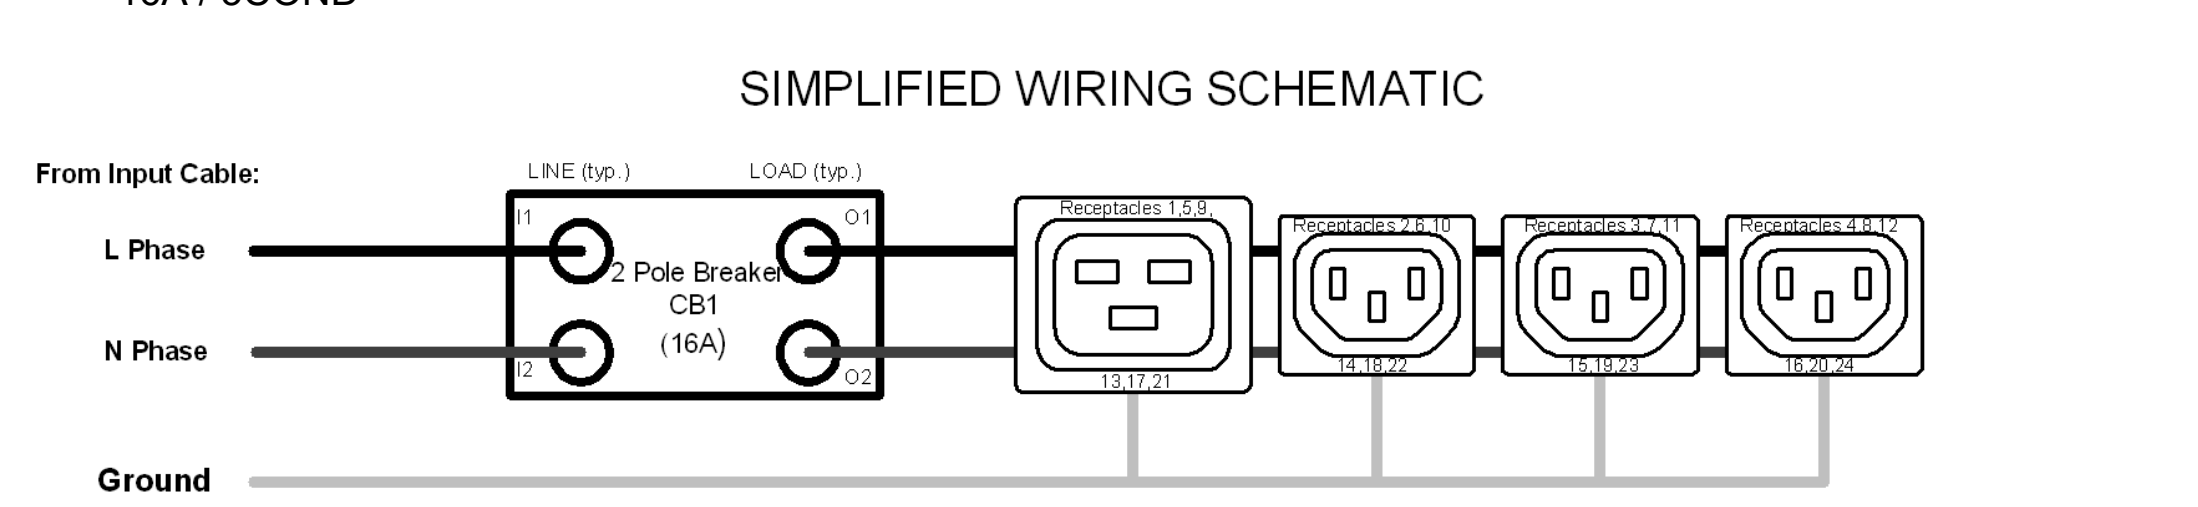 SIMPLIFIED WIRING SCHEMATIC
From Input Cable:
LINE (typ.)
LOAD (typ.)
I1
O1
L Phase
2 Pole Breaker
CB1
(16A)
N Phase
I2
O2
Receptacles 1,5,9,
13,17,21
Receptacles 2,6,10
14,18,22
Receptacles 3,7,11
15,19,23
Receptacles 4,8,12
16,20,24
Ground